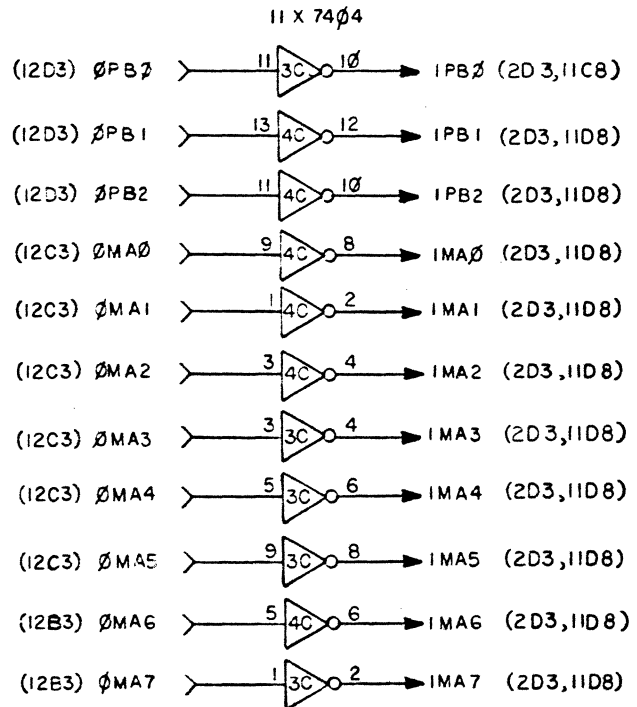 11 X 74Ø4
(12D3) ØPBØ 11 3C 10 1PBØ (2D3,11C8)
(12D3) ØPB1 13 4C 12 1PB1 (2D3,11D8)
(12D3) ØPB2 11 4C 1Ø 1PB2 (2D3,11D8)
(12C3) ØMAØ 9 4C 8 1MAØ (2D3,11D8)
(12C3) ØMA1 1 4C 2 1MA1 (2D3,11D8)
(12C3) ØMA2 3 4C 4 1MA2 (2D3,11D8)
(12C3) ØMA3 3 3C 4 1MA3 (2D3,11D8)
(12C3) ØMA4 5 3C 6 1MA4 (2D3,11D8)
(12C3) ØMA5 9 3C 8 1MA5 (2D3,11D8)
(12B3) ØMA6 5 4C 6 1MA6 (2D3,11D8)
(12B3) ØMA7 1 3C 2 1MA7 (2D3,11D8)